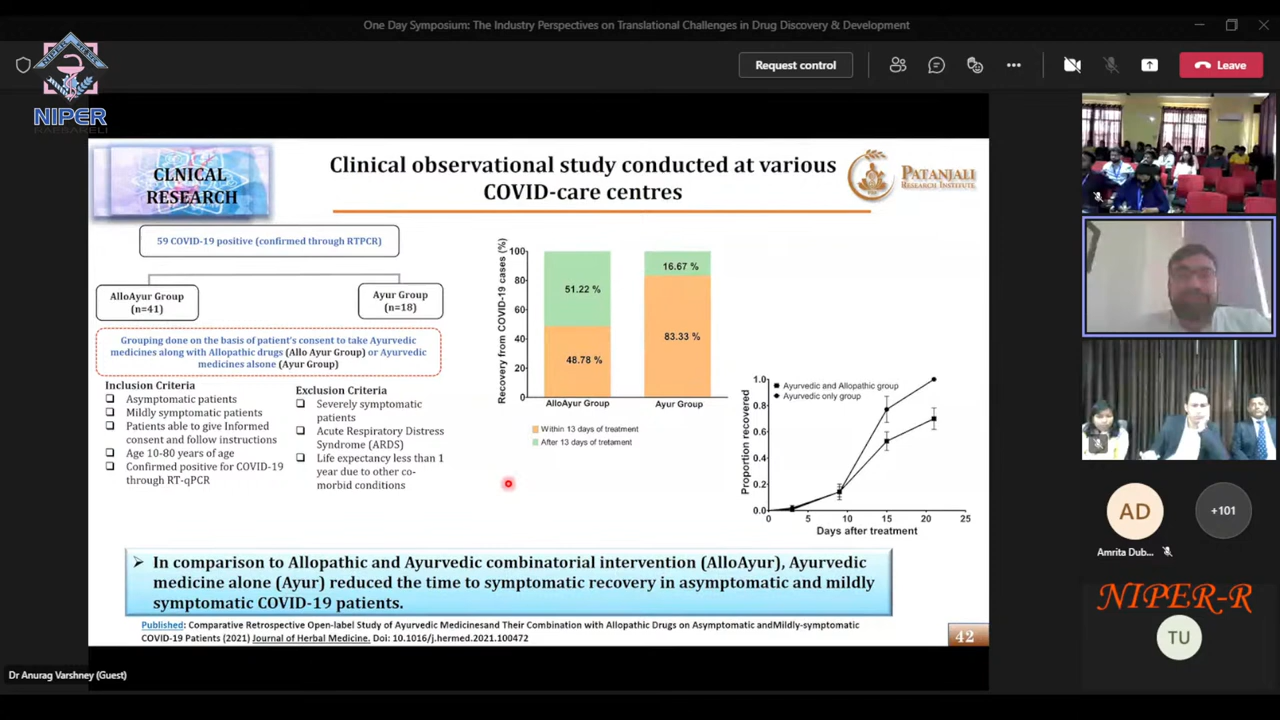 One Day Symposium: The Industry Perspectives on Translational Challenges in Drug Discovery & Development
Request control
Leave
NIPER
RAEBARELI
CLNICAL
RESEARCH
Clinical observational study conducted at various
COVID-care centres
PATANJALI
RESEARCH INSTITUTE
59 COVID-19 positive (confirmed through RTPCR)
AlloAyur Group
(n=41)
Ayur Group
(n=18)
Grouping done on the basis of patient's consent to take Ayurvedic
medicines along with Allopathic drugs (Allo Ayur Group) or Ayurvedic
medicines alsone (Ayur Group)
Inclusion Criteria
Asymptomatic patients
Mildly symptomatic patients
Patients able to give Informed
consent and follow instructions
Age 10-80 years of age
Confirmed positive for COVID-19
through RT-qPCR
Exclusion Criteria
Severely symptomatic
patients
Acute Respiratory Distress
Syndrome (ARDS)
Life expectancy less than 1
year due to other co-
morbid conditions
Recovery from COVID-19 cases (%)
100
80
60
40
20
0
51.22 %
48.78 %
16.67 %
83.33 %
AlloAyur Group
Ayur Group
Within 13 days of treatment
After 13 days of tretament
Proportion recovered
1.0
0.8
0.6
0.4
0.2
0.0
Ayurvedic and Allopathic group
Ayurvedic only group
0 5 10 15 20 25
Days after treatment
➢ In comparison to Allopathic and Ayurvedic combinatorial intervention (AlloAyur), Ayurvedic
medicine alone (Ayur) reduced the time to symptomatic recovery in asymptomatic and mildly
symptomatic COVID-19 patients.
Published: Comparative Retrospective Open-label Study of Ayurvedic Medicinesand Their Combination with Allopathic Drugs on Asymptomatic andMildly-symptomatic
COVID-19 Patients (2021) Journal of Herbal Medicine. Doi: 10.1016/j.hermed.2021.100472
42
Dr Anurag Varshney (Guest)
AD
+101
Amrita Dub...
NIPER-R
TU